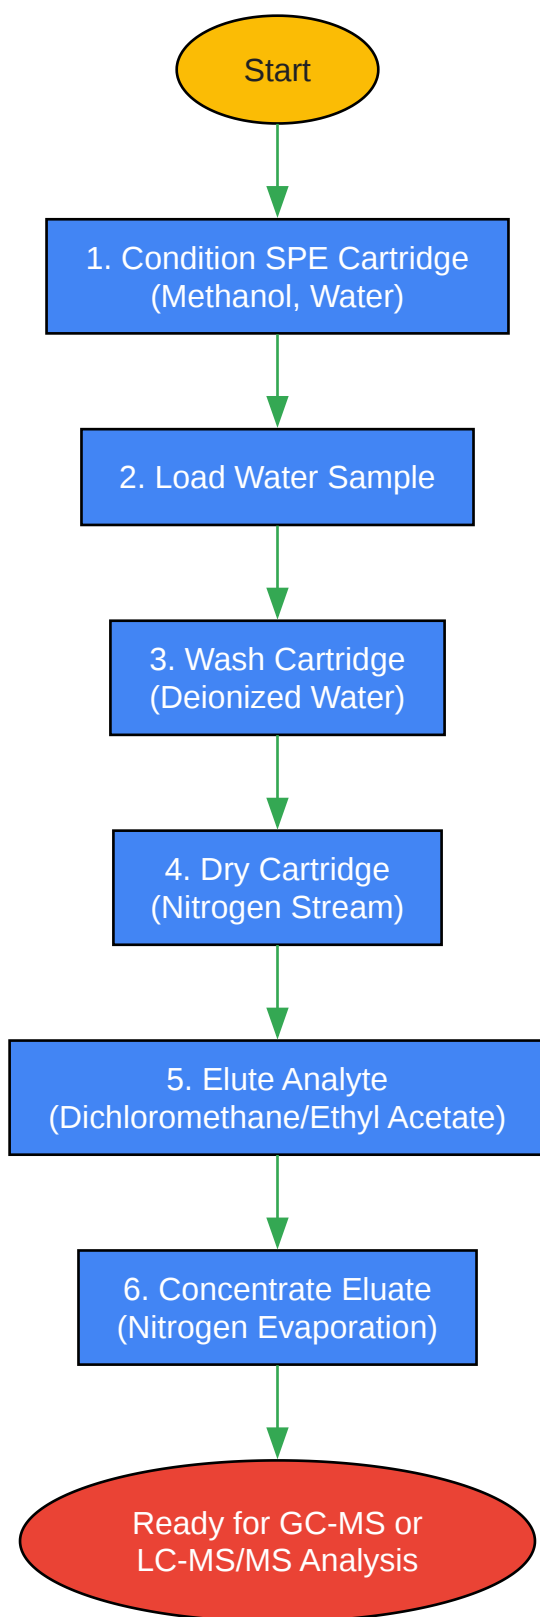 Start
1. Condition SPE Cartridge
(Methanol, Water)
2. Load Water Sample
3. Wash Cartridge
(Deionized Water)
4. Dry Cartridge
(Nitrogen Stream)
5. Elute Analyte
(Dichloromethane/Ethyl Acetate)
6. Concentrate Eluate
(Nitrogen Evaporation)
Ready for GC-MS or
LC-MS/MS Analysis